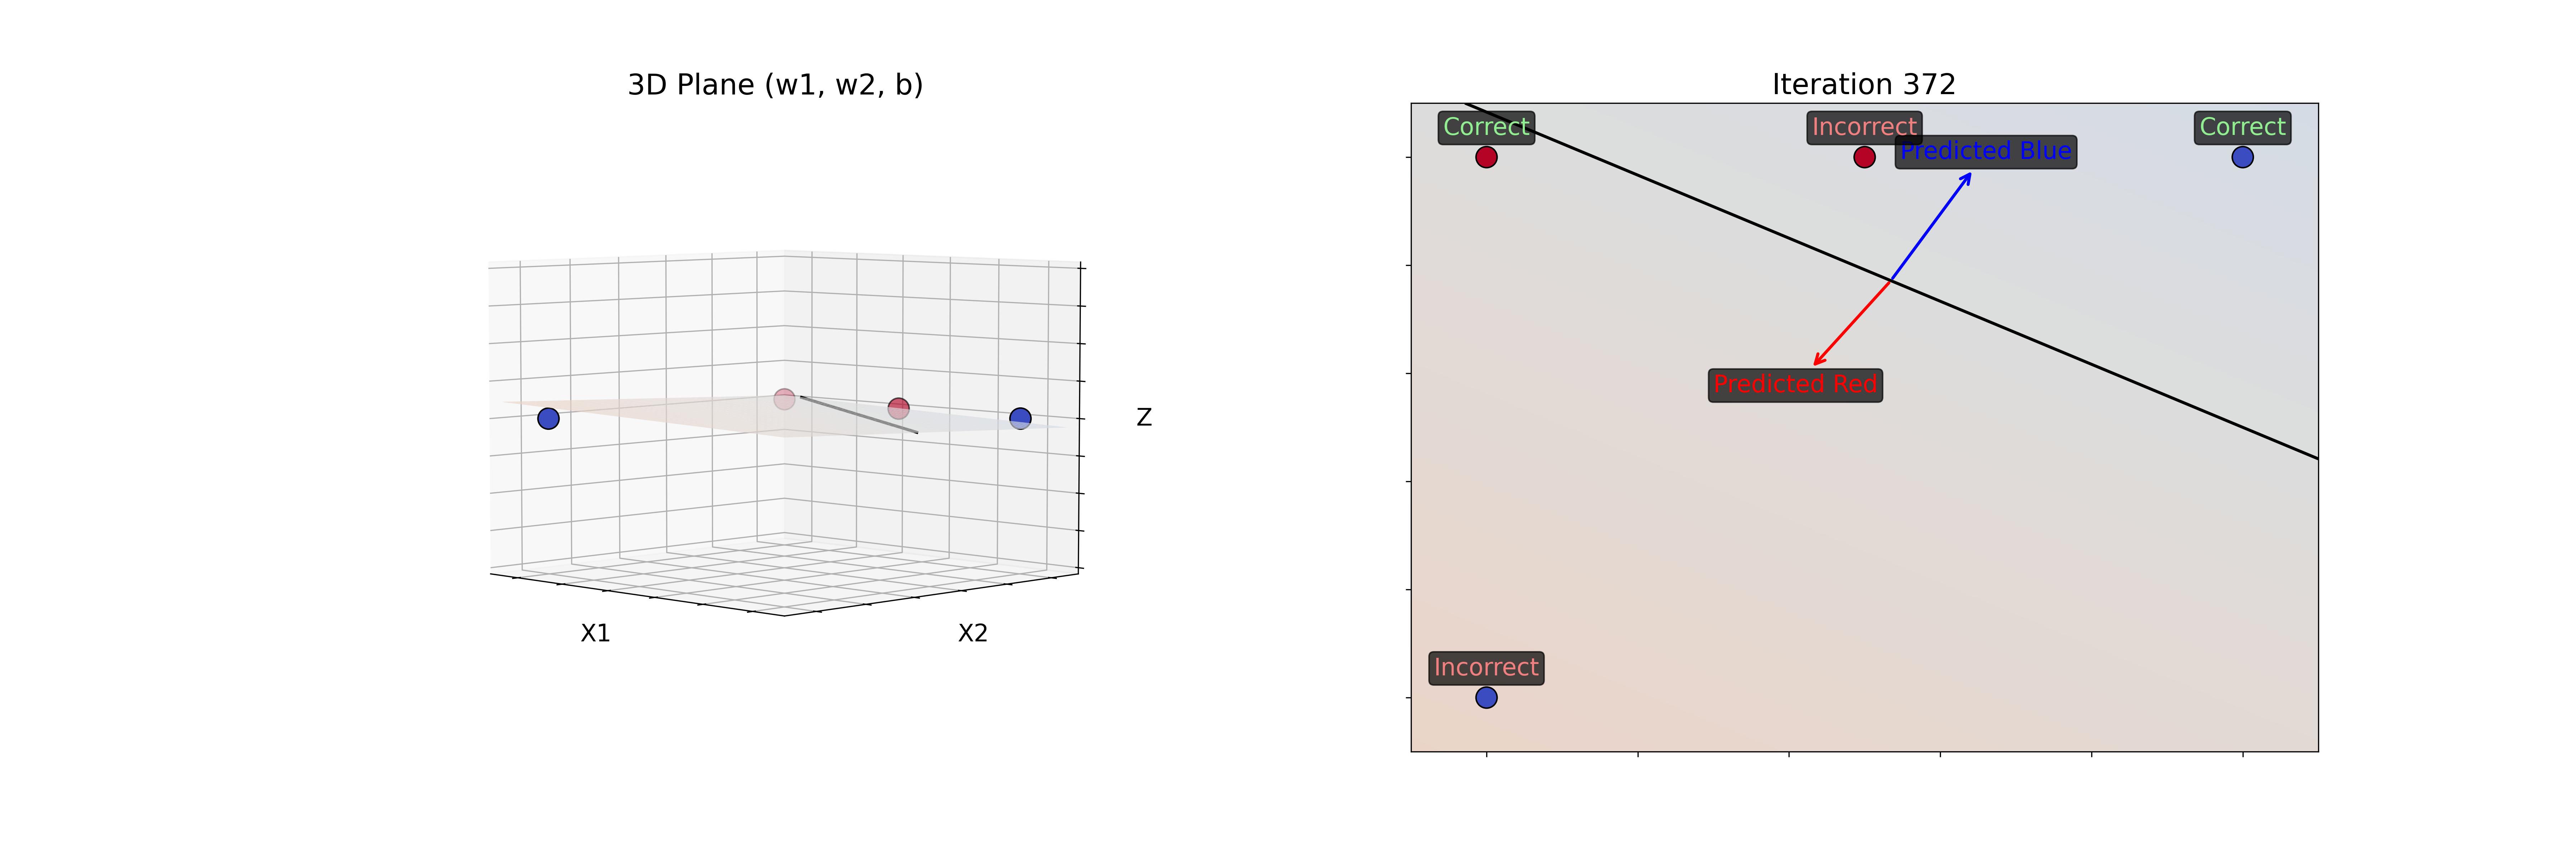 3D Plane (w1, w2, b)
Z
X1
X2
Iteration 372
Correct
Incorrect
Correct
Predicted Blue
Predicted Red
Incorrect